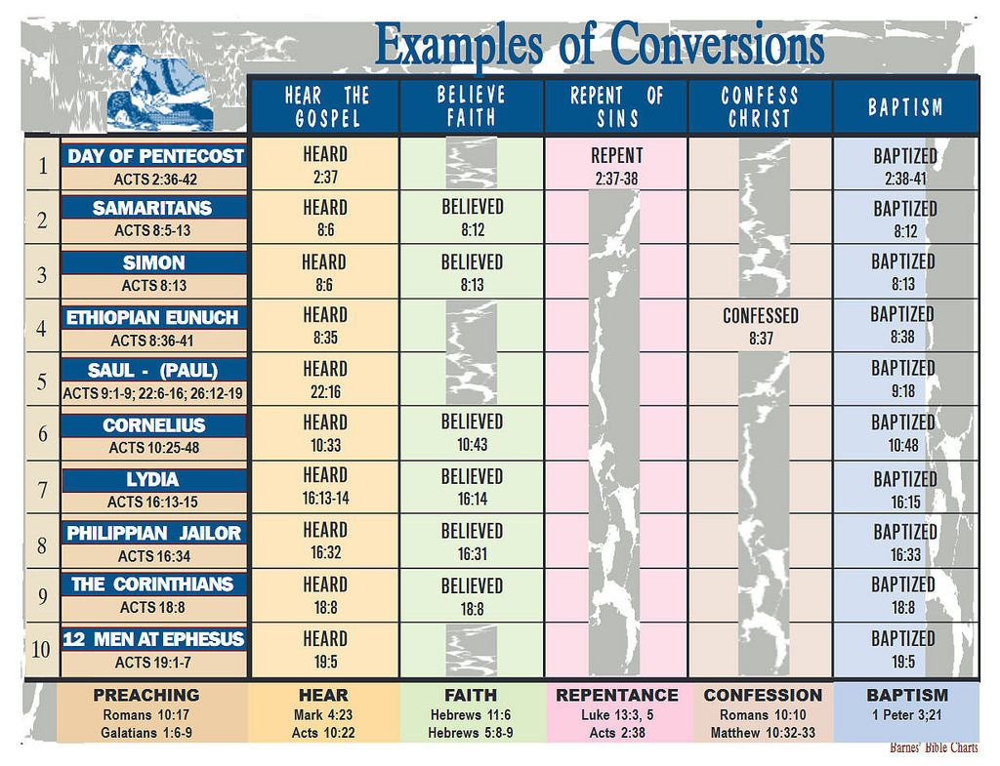 Examples of Conversions
HEAR THE GOSPEL BELIEVE FAITH REPENT OF SINS CONFESS CHRIST BAPTISM
1 DAY OF PENTECOST HEARD REPENT BAPTIZED
ACTS 2:36-42 2:37 2:37-38 2:38-41
2 SAMARITANS HEARD BELIEVED BAPTIZED
ACTS 8:5-13 8:6 8:12 8:12
3 SIMON HEARD BELIEVED BAPTIZED
ACTS 8:13 8:6 8:13 8:13
4 ETHIOPIAN EUNUCH HEARD CONFESSED BAPTIZED
ACTS 8:36-41 8:35 8:37 8:38
5 SAUL - (PAUL) HEARD BAPTIZED
ACTS 9:1-9; 22:6-16; 26:12-19 22:16 9:18
6 CORNELIUS HEARD BELIEVED BAPTIZED
ACTS 10:25-48 10:33 10:43 10:48
7 LYDIA HEARD BELIEVED BAPTIZED
ACTS 16:13-15 16:13-14 16:14 16:15
8 PHILIPPIAN JAILOR HEARD BELIEVED BAPTIZED
ACTS 16:34 16:32 16:31 16:33
9 THE CORINTHIANS HEARD BELIEVED BAPTIZED
ACTS 18:8 18:8 18:8 18:8
10 12 MEN AT EPHESUS HEARD BAPTIZED
ACTS 19:1-7 19:5 19:5
PREACHING HEAR FAITH REPENTANCE CONFESSION BAPTISM
Romans 10:17 Mark 4:23 Hebrews 11:6 Luke 13:3, 5 Romans 10:10 1 Peter 3;21
Galatians 1:6-9 Acts 10:22 Hebrews 5:8-9 Acts 2:38 Matthew 10:32-33
Barnes' Bible Charts